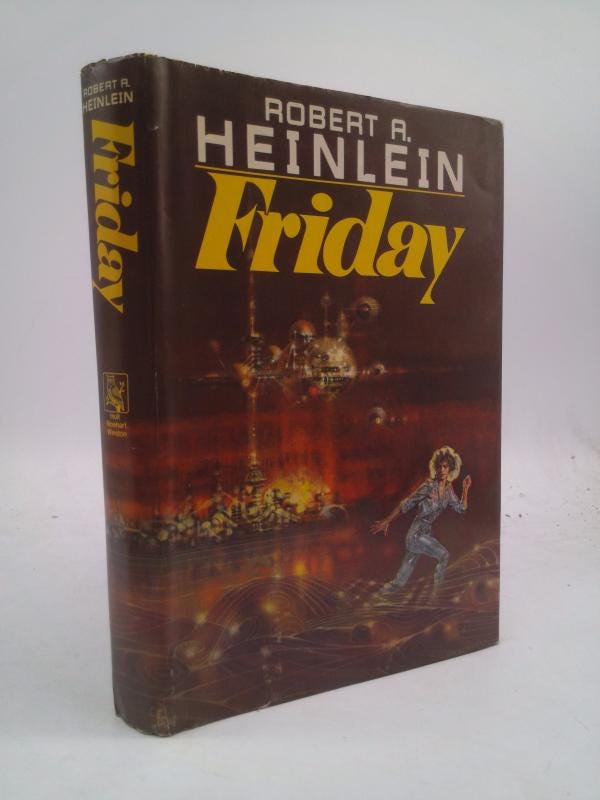 ROBERT A.
HEINLEIN
Friday
Holt
Rinehart
Winston
ROBERT A.
HEINLEIN
Friday